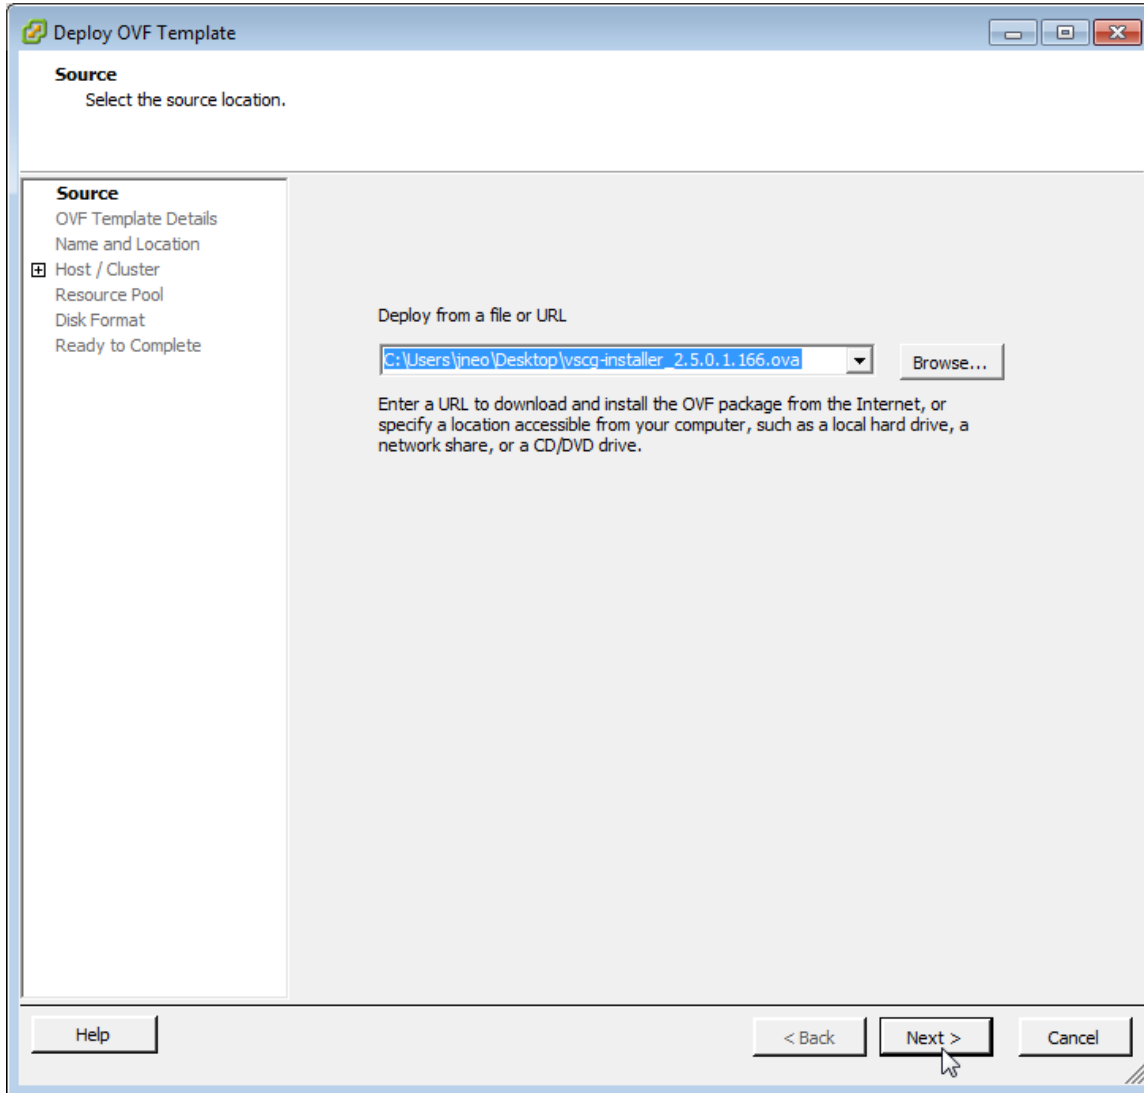 Deploy OVF Template
Source
Select the source location.
Source
OVF Template Details
Name and Location
Host / Cluster
Resource Pool
Disk Format
Ready to Complete
Deploy from a file or URL
C:\Users\jneo\Desktop\vscg-installer_2.5.0.1.166.ova
Browse...
Enter a URL to download and install the OVF package from the Internet, or
specify a location accessible from your computer, such as a local hard drive, a
network share, or a CD/DVD drive.
Help
< Back
Next >
Cancel